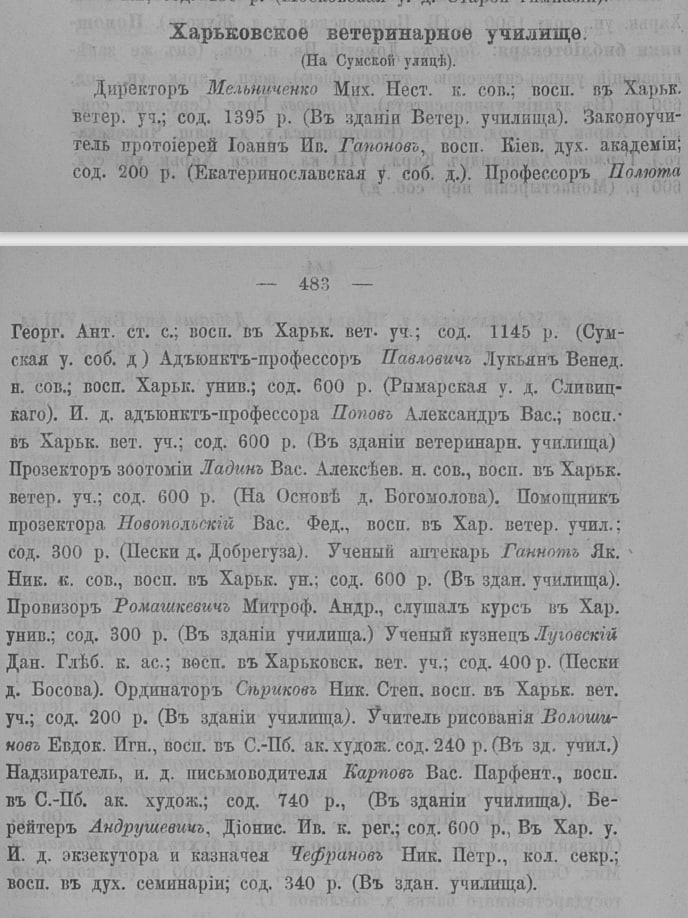 Харьковское ветеринарное училище.
(На Сумской улицѣ).
Директоръ Мельниченко Мих. Нест. к. сов.; восп. въ Харьк.
ветер. уч.; сод. 1395 р. (Въ зданіи Ветер. училища). Законоучи-
тель протоіерей Іоаннъ Ив. Гапоновъ, восп. Кіев. дух. академіи;
сод. 200 р. (Екатеринославская у. соб. д.). Профессоръ Полюта
— 483 —
Георг. Ант. ст. с.; восп. въ Харьк. вет. уч.; сод. 1145 р. (Сум-
ская у. соб. д) Адъюнктъ-профессоръ Павловичъ Лукьянъ Венед.
н. сов.; восп. Харьк. унив.; сод. 600 р. (Рымарская у. д. Сливиц-
каго). И. д. адъюнктъ-профессора Поповъ Александръ Вас.; восп.
въ Харьк. вет. уч.; сод. 600 р. (Въ зданіи ветеринарн. училища)
Прозекторъ зоотоміи Ладинъ Вас. Алексѣев. н. сов., восп. въ Харьк.
ветер. уч.; сод. 600 р. (На Основѣ д. Богомолова). Помощникъ
прозектора Новопольскій Вас. Фед., восп. въ Хар. ветер. учил.;
сод. 300 р. (Пески д. Добрегуза). Ученый аптекарь Ганнотъ Як.
Ник. к. сов., восп. въ Харьк. ун.; сод. 600 р. (Въ здан. училища).
Провизоръ Ромашкевичъ Митроф. Андр., слушалъ курсъ въ Хар.
унив.; сод. 300 р. (Въ зданіи училища.) Ученый кузнецъ Луговскій
Дан. Глѣб. к. ас.; восп. въ Харьковск. вет. уч.; сод. 400 р. (Пески
д. Босова). Ординаторъ Сѣриковъ Ник. Степ. восп. въ Харьк. вет.
уч.; сод. 200 р. (Въ зданіи училища). Учитель рисованія Волоши-
новъ Евдок. Игн., восп. въ С.-Пб. ак. худож. сод. 240 р. (Въ зд. учил.)
Надзиратель, и. д. письмоводителя Карповъ Вас. Парфент., восп.
въ С.-Пб. ак. худож.; сод. 740 р., (Въ зданіи училища). Бе-
рейтеръ Андрушевичъ, Діонис. Ив. к. рег.; сод. 600 р., Въ Хар. у.
И. д. экзекутора и казначея Чефрановъ Ник. Петр., кол. секр.;
восп. въ дух. семинаріи; сод. 340 р. (Въ здан. училища).